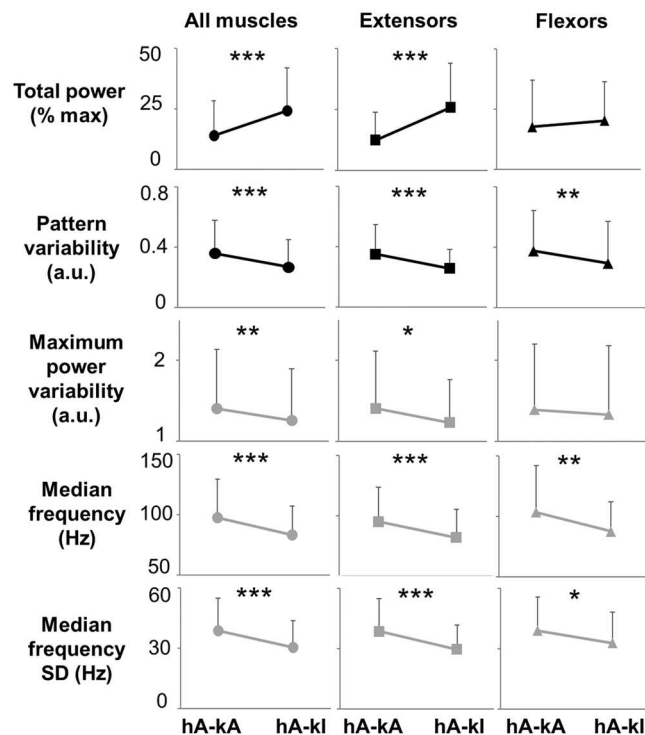 All muscles Extensors Flexors
Total power
(% max)
50
25
0
***
***
Pattern
variability
(a.u.)
0.8
0.4
0
***
***
**
Maximum
power
variability
(a.u.)
2
1
**
*
Median
frequency
(Hz)
150
100
50
***
***
**
Median
frequency
SD (Hz)
60
30
0
***
***
*
hA-kA hA-kI hA-kA hA-kI hA-kA hA-kI